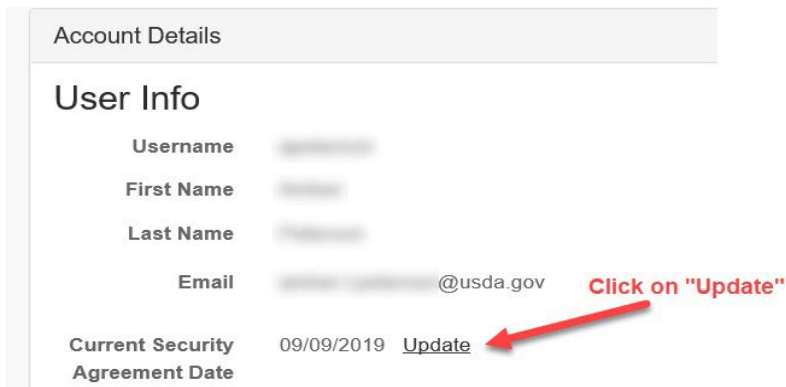 Account Details
User Info
Username
First Name
Last Name
Email @usda.gov
Click on "Update"
Current Security
Agreement Date
09/09/2019 Update